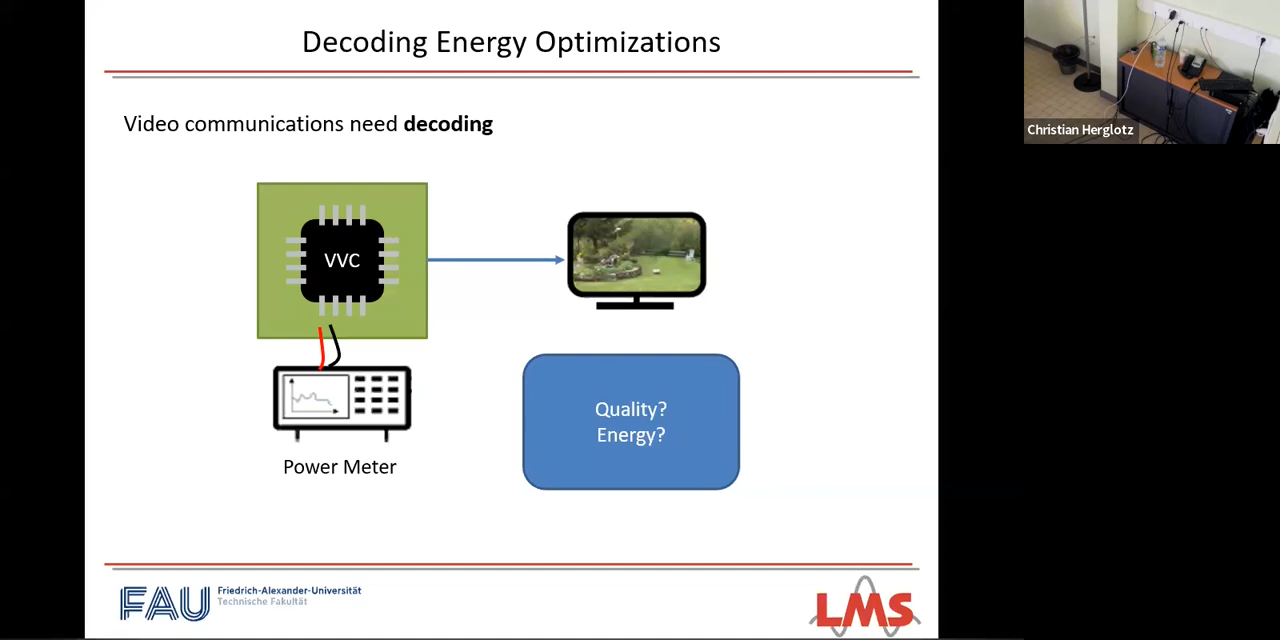 Decoding Energy Optimizations
Christian Herglotz
Video communications need decoding
VVC
Quality?
Energy?
Power Meter
FAU
Friedrich-Alexander-Universität
Technische Fakultät
LMS